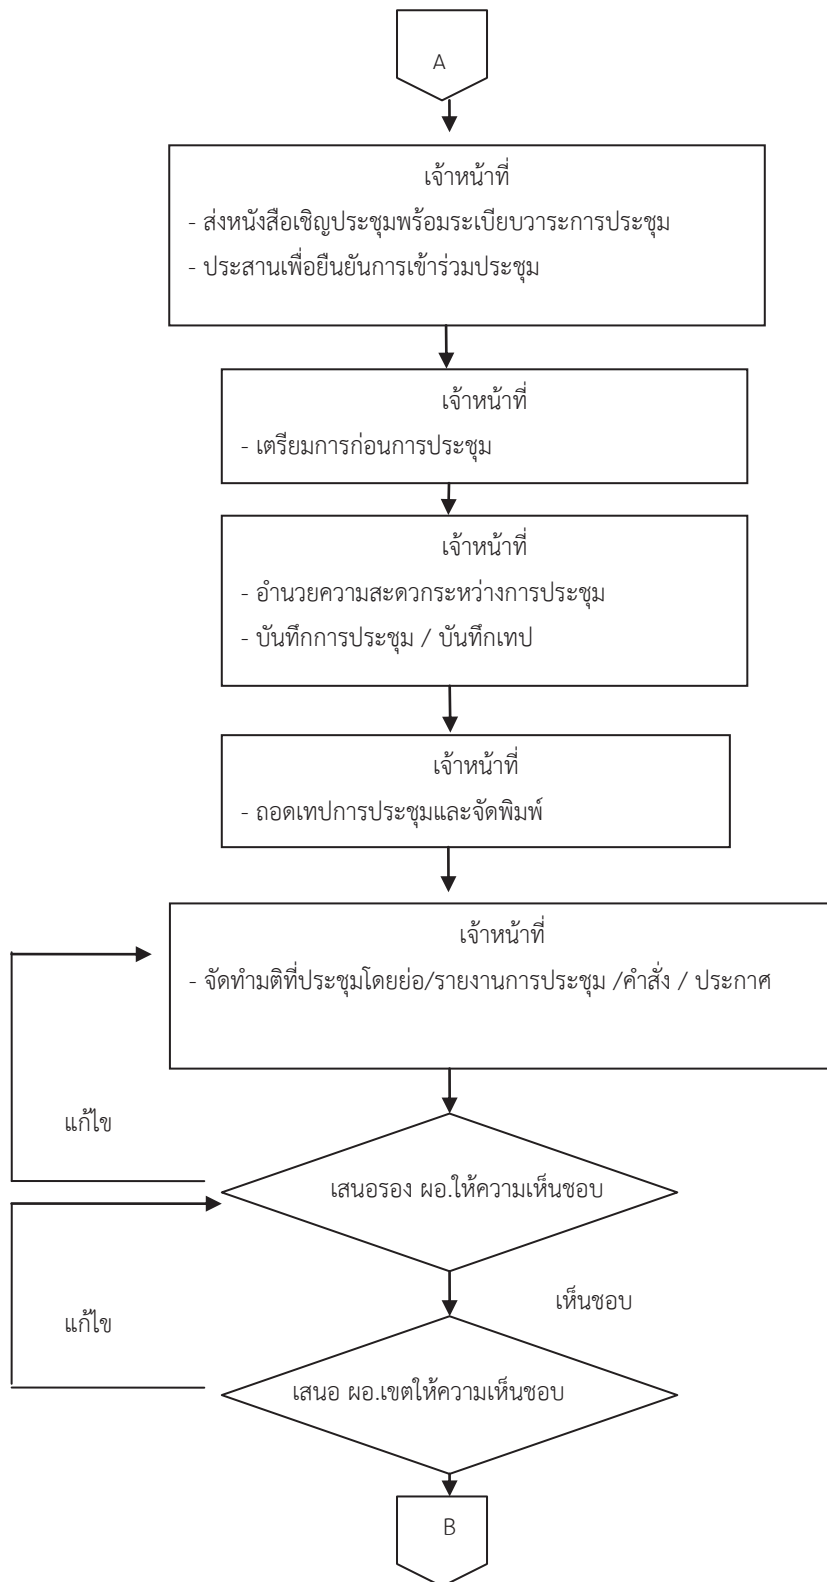 A
เจ้าหน้าที่
- ส่งหนังสือเชิญประชุมพร้อมระเบียบวาระการประชุม
- ประสานเพื่อยืนยันการเข้าร่วมประชุม
เจ้าหน้าที่
- เตรียมการก่อนการประชุม
เจ้าหน้าที่
- อำนวยความสะดวกระหว่างการประชุม
- บันทึกการประชุม / บันทึกเทป
เจ้าหน้าที่
- ถอดเทปการประชุมและจัดพิมพ์
เจ้าหน้าที่
- จัดทำมติที่ประชุมโดยย่อ/รายงานการประชุม /คำสั่ง / ประกาศ
แก้ไข
เสนอรอง ผอ.ให้ความเห็นชอบ
เห็นชอบ
แก้ไข
เสนอ ผอ.เขตให้ความเห็นชอบ
B